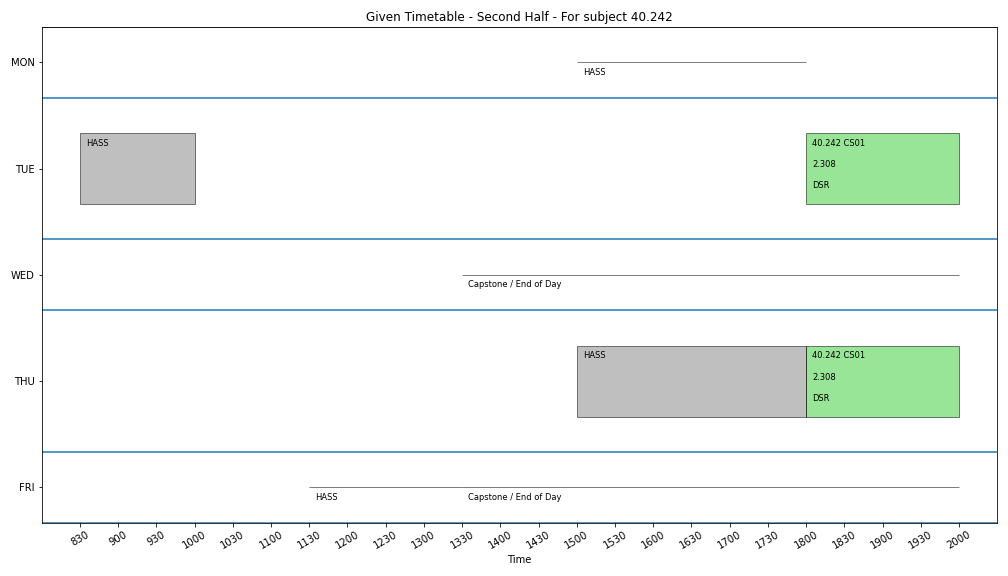 Given Timetable - Second Half - For subject 40.242
MON
HASS
TUE
HASS
40.242 CS01
2.308
DSR
WED
Capstone / End of Day
THU
HASS
40.242 CS01
2.308
DSR
FRI
HASS
Capstone / End of Day
830 900 930 1000 1030 1100 1130 1200 1230 1300 1330 1400 1430 1500 1600 1630 1700 1730 1800 1830 1900 1930 2000
Time